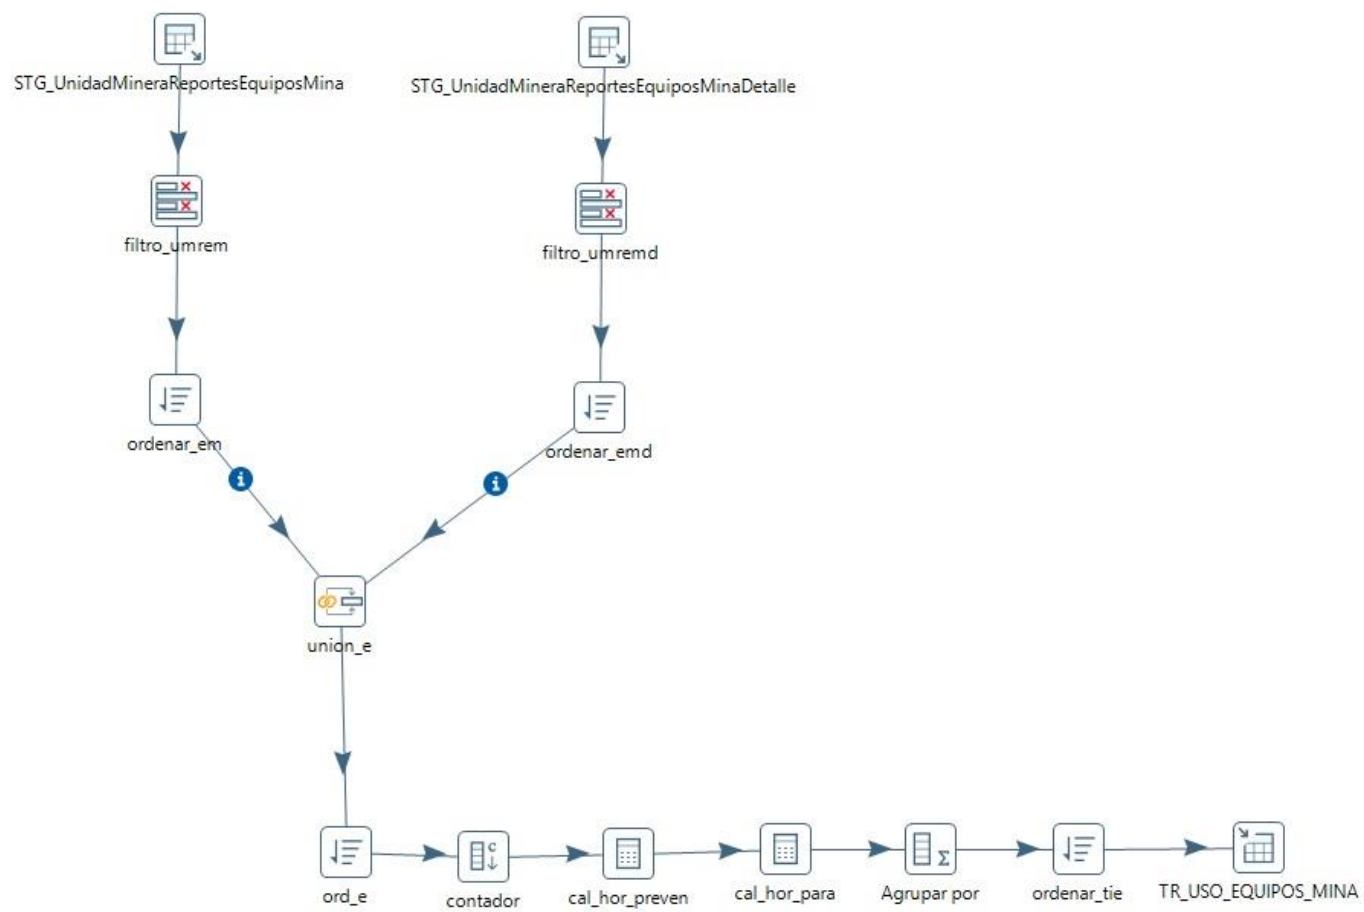 STG_UnidadMineraReportesEquiposMina
STG_UnidadMineraReportesEquiposMinaDetalle
filtro_umrem
filtro_umremd
ordenar_em
ordenar_emd
union_e
ord_e
contador
cal_hor_preven
cal_hor_para
Agrupar por
ordenar_tie
TR_USO_EQUIPOS_MINA